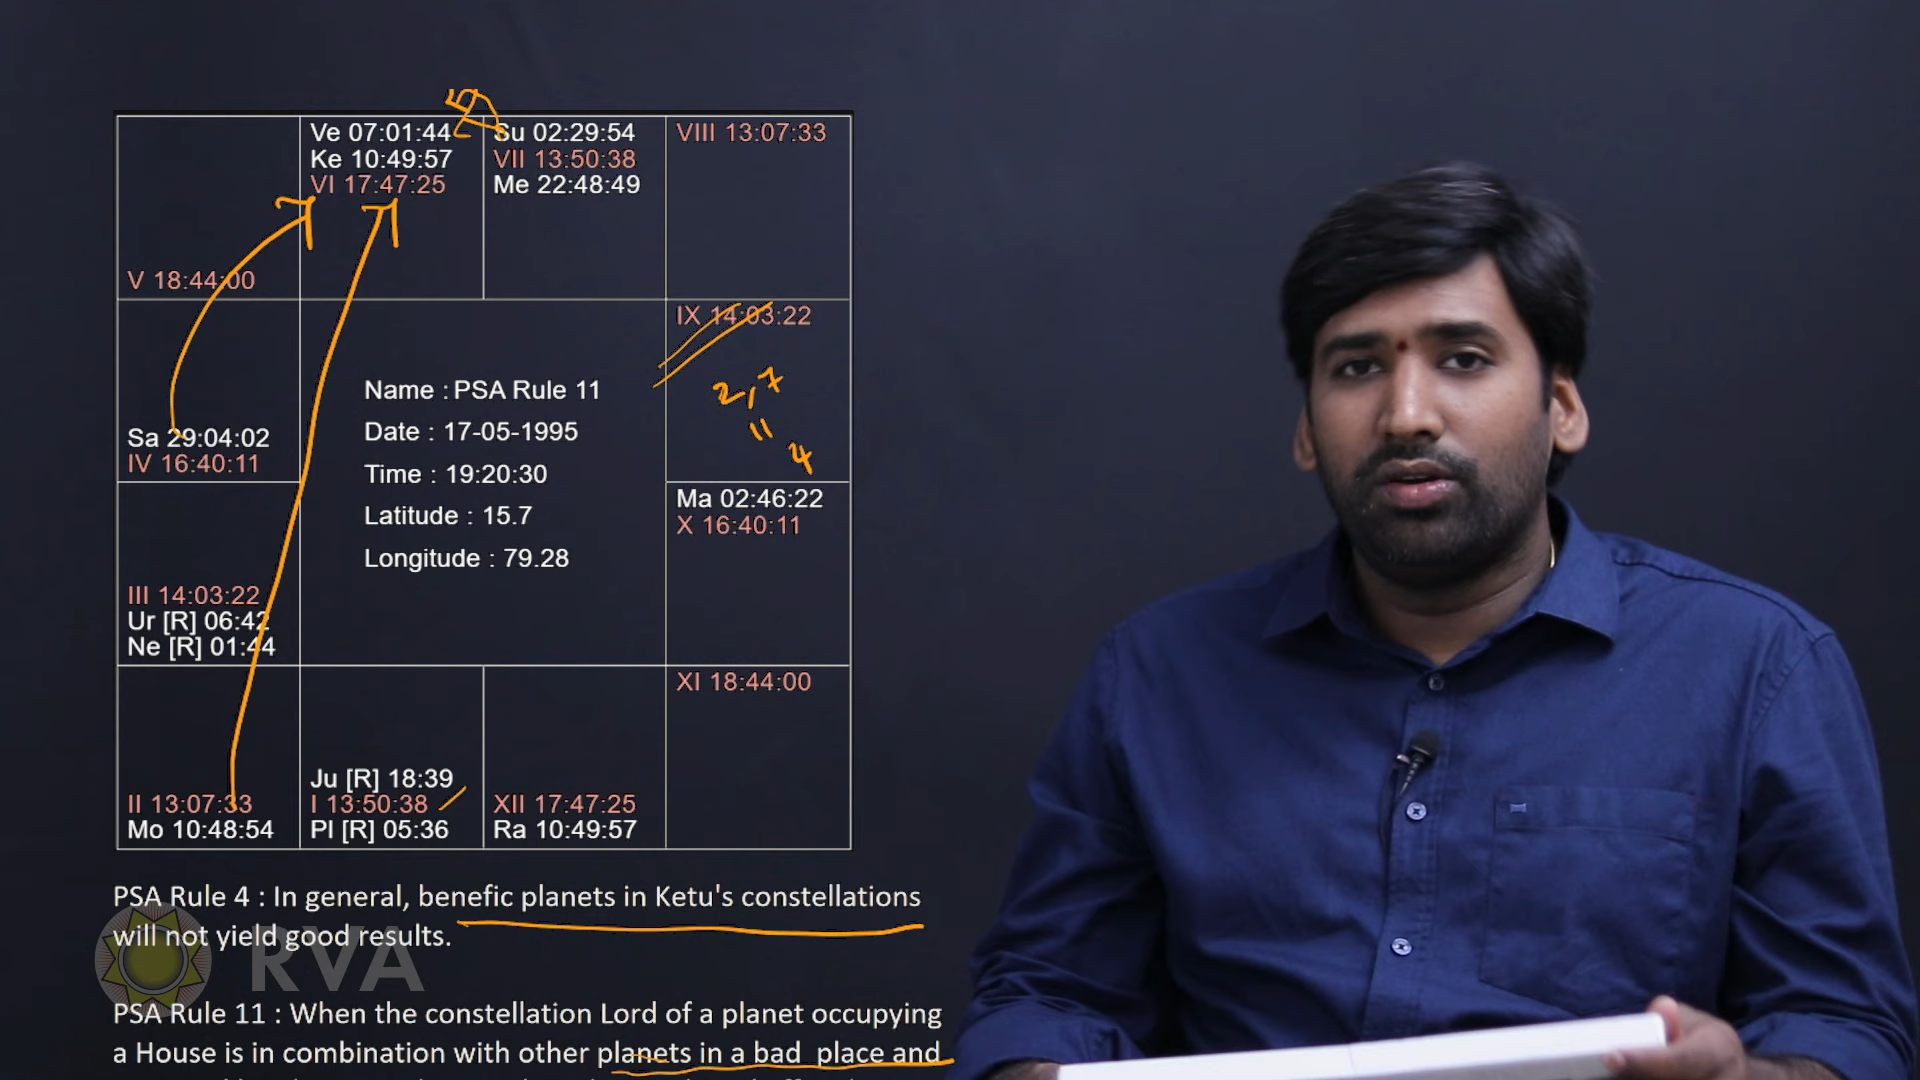 5
Ve 07:01:44
Ke 10:49:57
VI 17:47:25
Su 02:29:54
VII 13:50:38
Me 22:48:49
VIII 13:07:33
V 18:44:00
IX 14:03:22
2, 7
11
4
Sa 29:04:02
IV 16:40:11
Name : PSA Rule 11
Date : 17-05-1995
Time : 19:20:30
Latitude : 15.7
Longitude : 79.28
Ma 02:46:22
X 16:40:11
III 14:03:22
Ur [R] 06:42
Ne [R] 01:44
XI 18:44:00
II 13:07:33
Mo 10:48:54
Ju [R] 18:39
I 13:50:38
Pl [R] 05:36
XII 17:47:25
Ra 10:49:57
PSA Rule 4 : In general, benefic planets in Ketu's constellations
will not yield good results.
RVA
PSA Rule 11 : When the constellation Lord of a planet occupying
a House is in combination with other planets in a bad place and